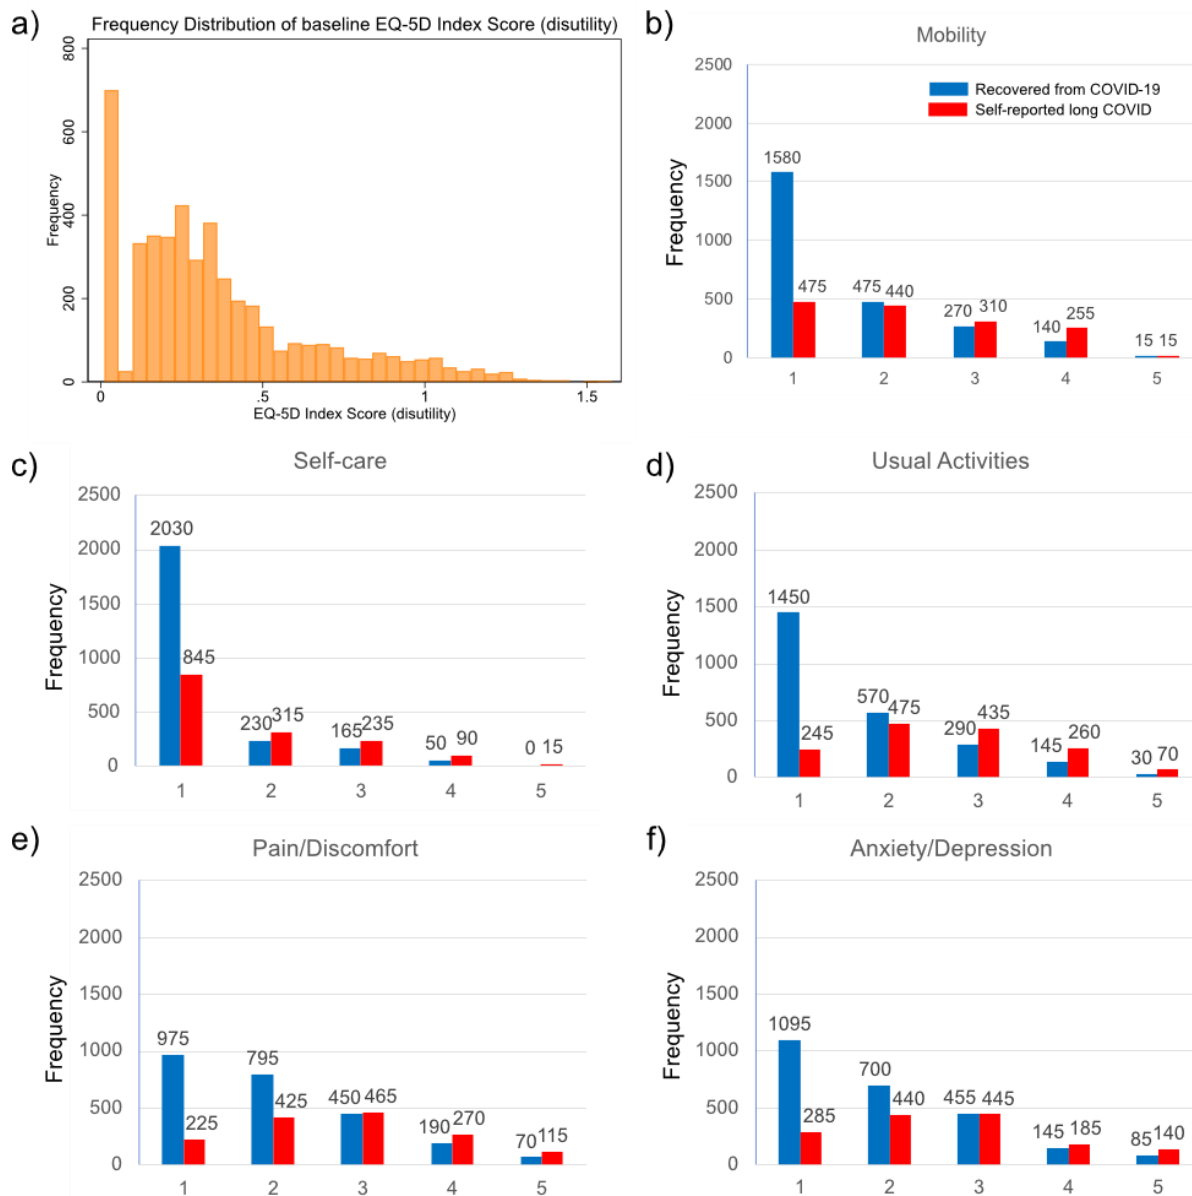 a)
Frequency Distribution of baseline EQ-5D Index Score (disutility)
800
600
400
200
0
Frequency
0 .5 1 1.5
EQ-5D Index Score (disutility)
b)
Mobility
Recovered from COVID-19
Self-reported long COVID
Frequency
2500
2000
1500
1000
500
0
1580 475 475 440 270 310 140 255 15 15
1 2 3 4 5
c)
Self-care
Frequency
2500
2000
1500
1000
500
0
2030 845 230 315 165 235 50 90 0 15
1 2 3 4 5
d)
Usual Activities
Frequency
2500
2000
1500
1000
500
0
1450 245 570 475 290 435 145 260 30 70
1 2 3 4 5
e)
Pain/Discomfort
Frequency
2500
2000
1500
1000
500
0
975 225 795 425 450 465 190 270 70 115
1 2 3 4 5
f)
Anxiety/Depression
Frequency
2500
2000
1500
1000
500
0
1095 285 700 440 455 445 145 185 85 140
1 2 3 4 5